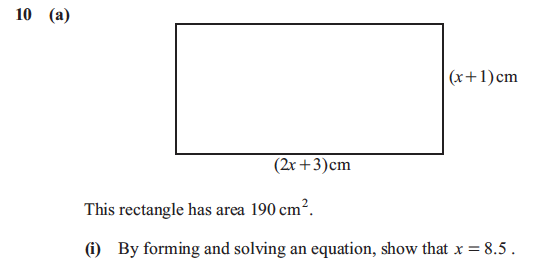 10 (a)
(x+1)cm
(2x+3)cm
This rectangle has area 190 cm².
(i) By forming and solving an equation, show that x = 8.5 .